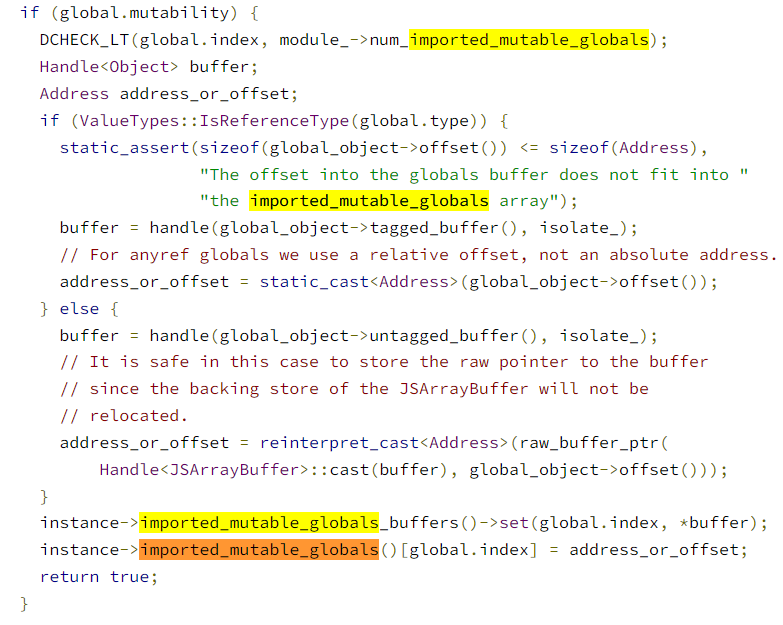 if (global.mutability) {
  DCHECK_LT(global.index, module_->num_imported_mutable_globals);
  Handle<Object> buffer;
  Address address_or_offset;
  if (ValueTypes::IsReferenceType(global.type)) {
    static_assert(sizeof(global_object->offset()) <= sizeof(Address),
                  "The offset into the globals buffer does not fit into "
                  "the imported_mutable_globals array");
    buffer = handle(global_object->tagged_buffer(), isolate_);
    // For anyref globals we use a relative offset, not an absolute address.
    address_or_offset = static_cast<Address>(global_object->offset());
  } else {
    buffer = handle(global_object->untagged_buffer(), isolate_);
    // It is safe in this case to store the raw pointer to the buffer
    // since the backing store of the JSArrayBuffer will not be
    // relocated.
    address_or_offset = reinterpret_cast<Address>(raw_buffer_ptr(
        Handle<JSArrayBuffer>::cast(buffer), global_object->offset()));
  }
  instance->imported_mutable_globals_buffers()->set(global.index, *buffer);
  instance->imported_mutable_globals()[global.index] = address_or_offset;
  return true;
}